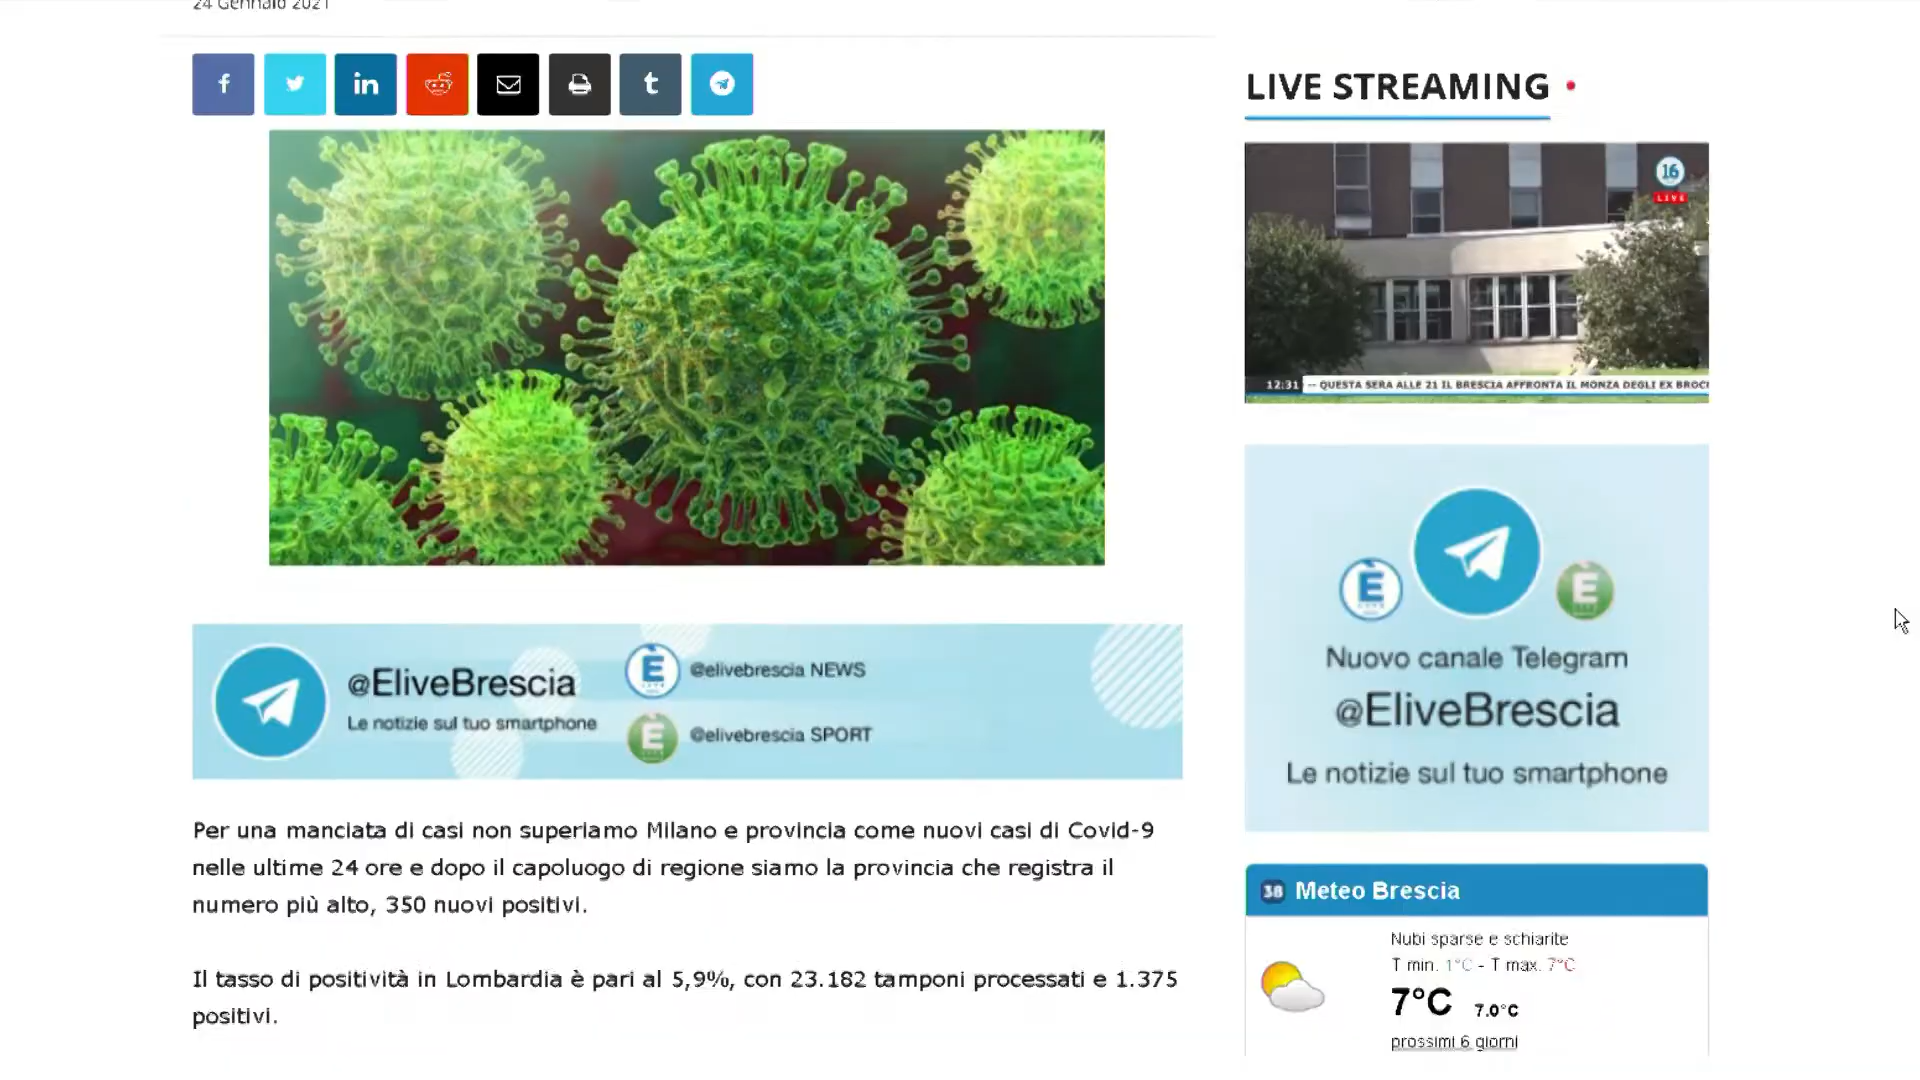 24 Gennaio 2021
LIVE STREAMING
16
LIVE
12:31 -- QUESTA SERA ALLE 21 IL BRESCIA AFFRONTA IL MONZA DEGLI EX
@EliveBrescia
Le notizie sul tuo smartphone
@elivebrescia NEWS
@elivebrescia SPORT
Nuovo canale Telegram
@EliveBrescia
Le notizie sul tuo smartphone
Per una manciata di casi non superiamo Milano e provincia come nuovi casi di Covid-9
nelle ultime 24 ore e dopo il capoluogo di regione siamo la provincia che registra il
numero più alto, 350 nuovi positivi.
Il tasso di positività in Lombardia è pari al 5,9%, con 23.182 tamponi processati e 1.375
positivi.
38 Meteo Brescia
Nubi sparse e schiarite
T min. 1°C - T max. 7°C
7°C 7.0°C
prossimi 6 giorni